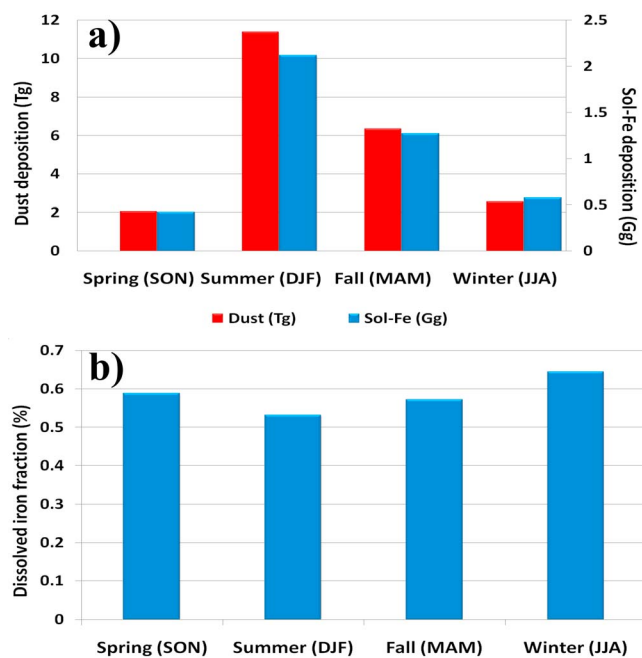 a)
12
10
8
6
4
2
0
Dust deposition (Tg)
2.5
2
1.5
1
0.5
0
Sol-Fe deposition (Gg)
Spring (SON) Summer (DJF) Fall (MAM) Winter (JJA)
Dust (Tg) Sol-Fe (Gg)
b)
0.7
0.6
0.5
0.4
0.3
0.2
0.1
0
Dissolved iron fraction (%)
Spring (SON) Summer (DJF) Fall (MAM) Winter (JJA)